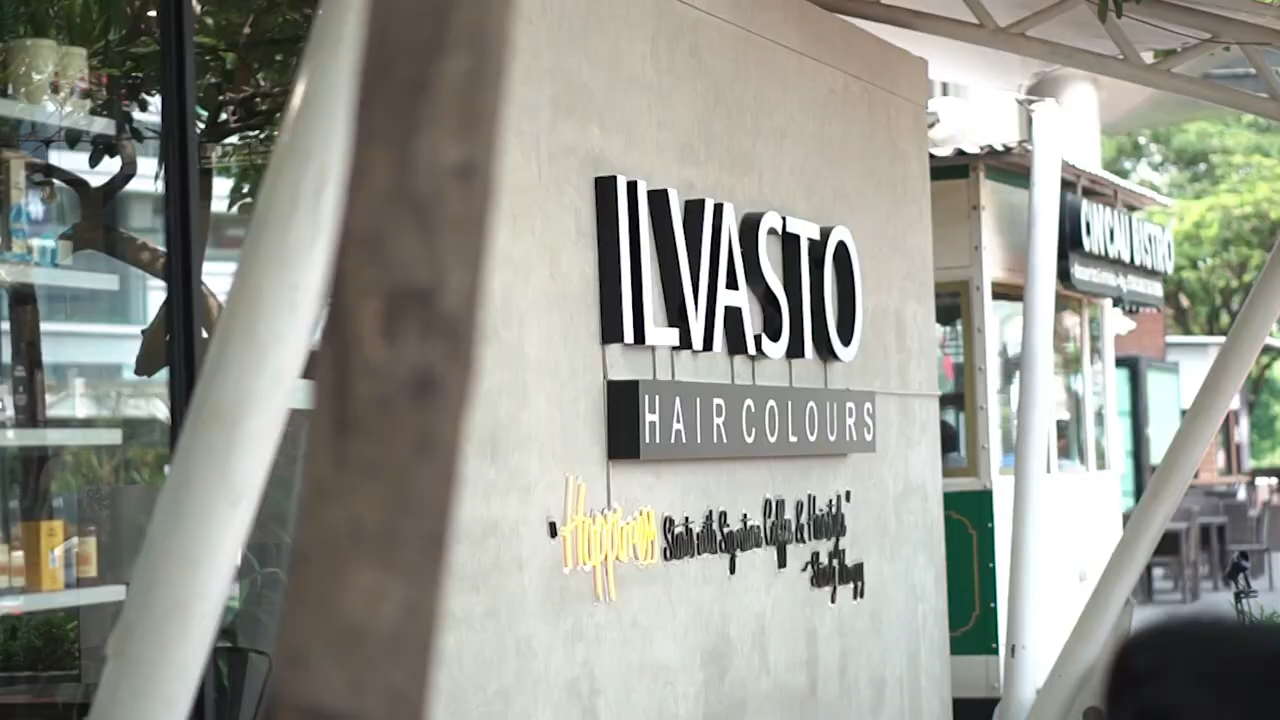 ILVASTO
HAIR COLOURS
"Happiness Starts with Signature Coffee & Hairstyle"
CINCAU BISTRO